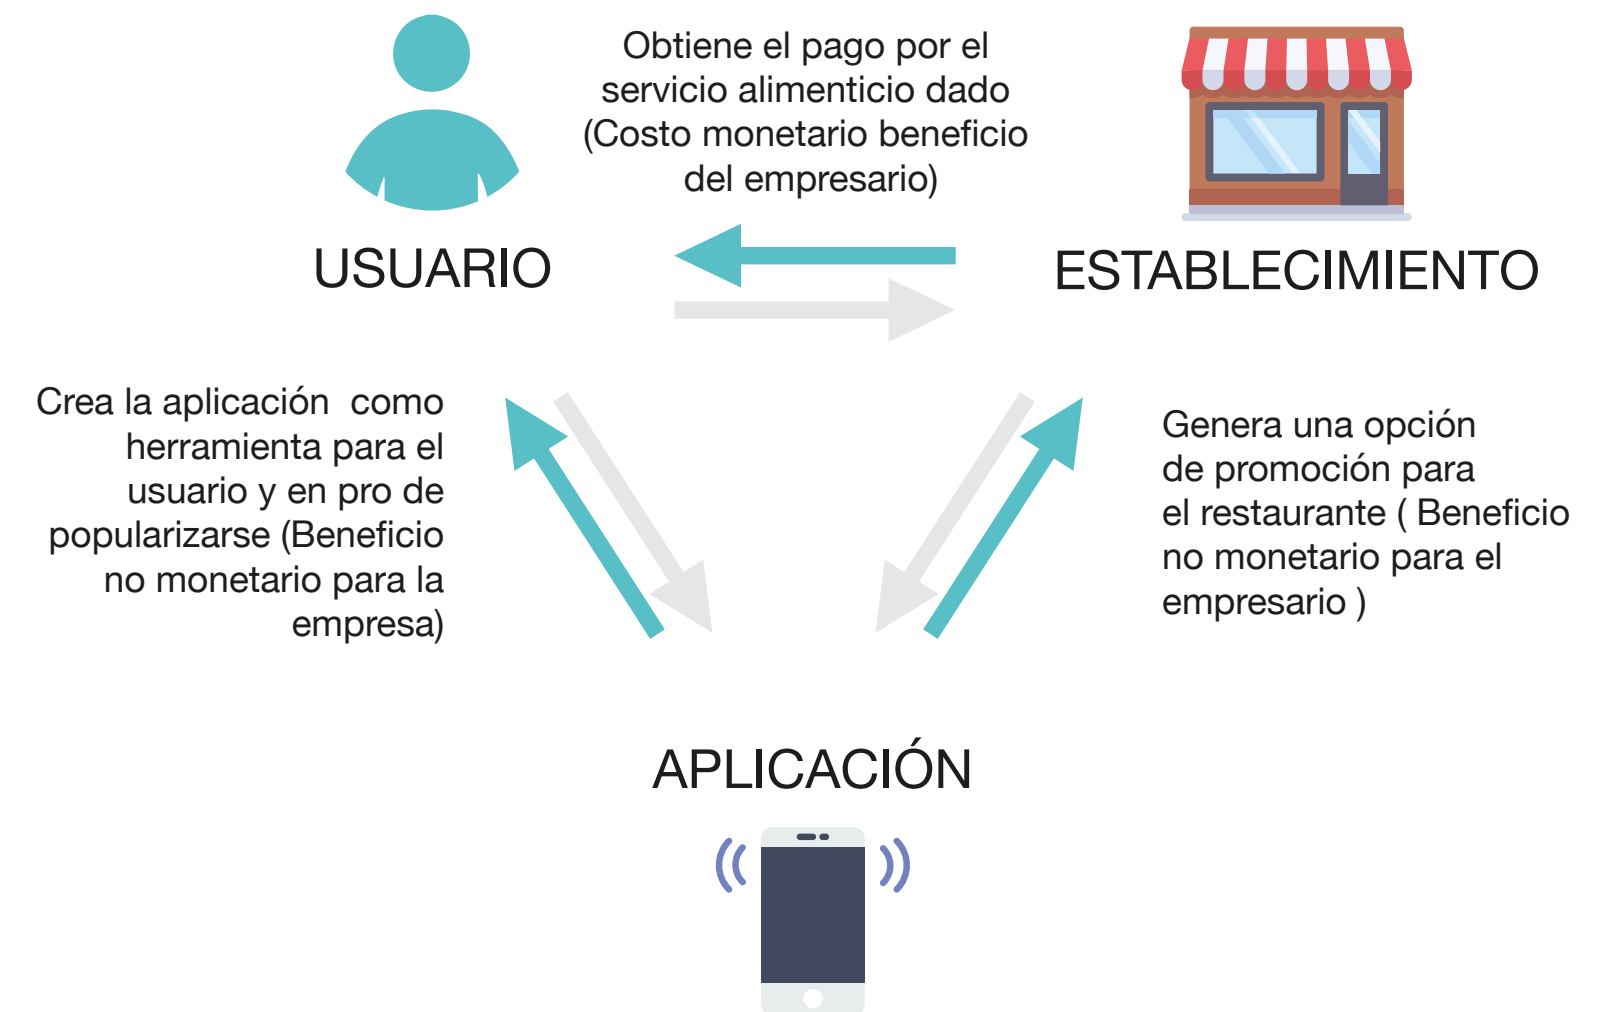 Obtiene el pago por el
servicio alimenticio dado
(Costo monetario beneficio
del empresario)
USUARIO
ESTABLECIMIENTO
Crea la aplicación  como
herramienta para el
usuario y en pro de
popularizarse (Beneficio
no monetario para la
empresa)
Genera una opción
de promoción para
el restaurante ( Beneficio
no monetario para el
empresario )
APLICACIÓN